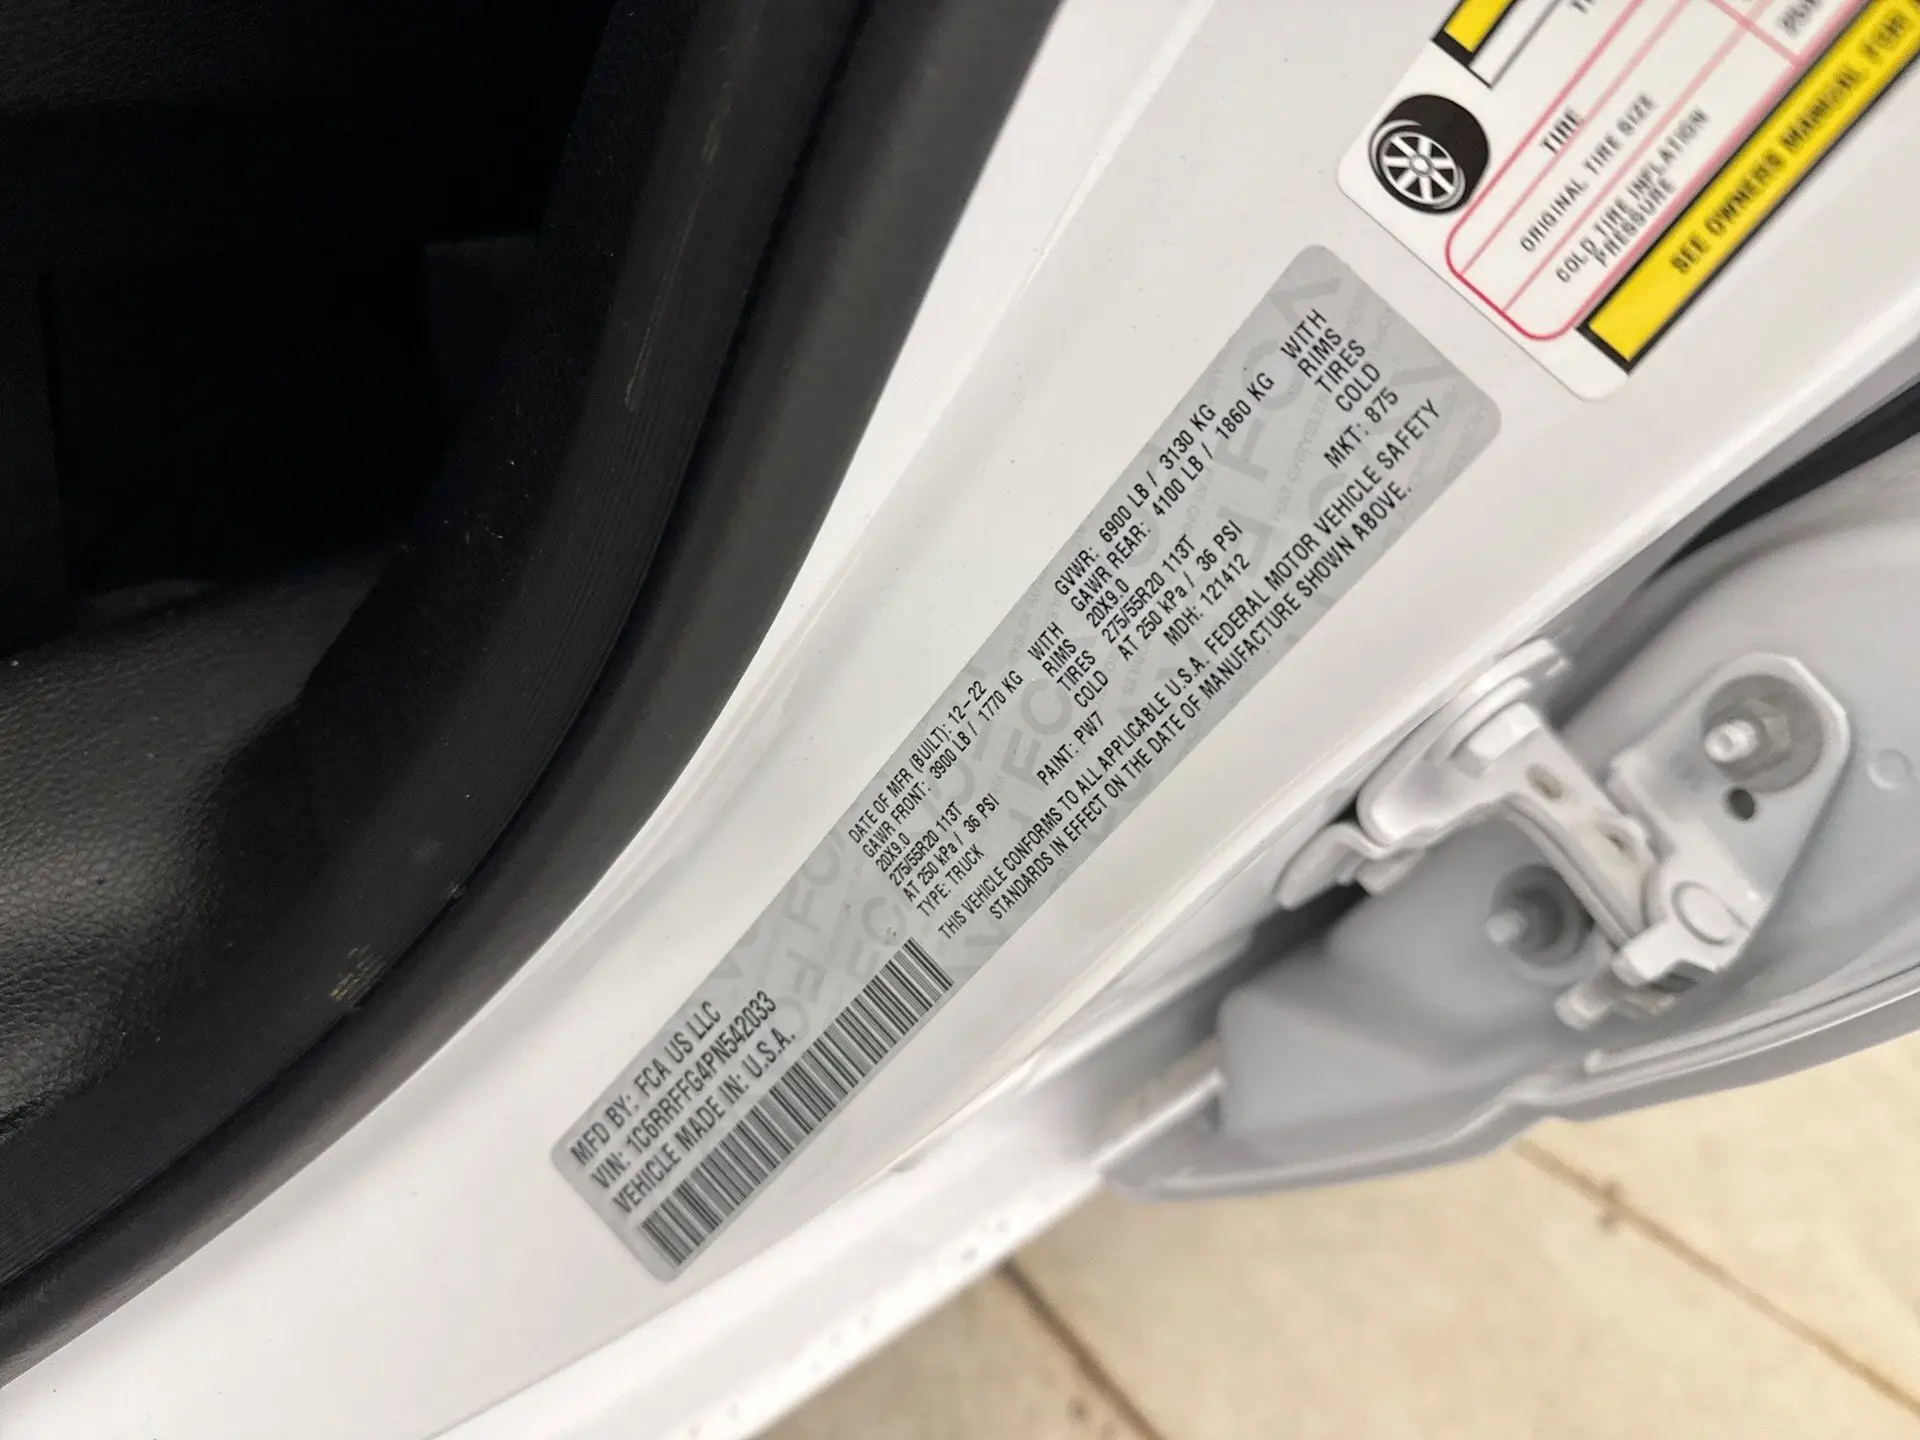 TIRE
ORIGINAL TIRE SIZE
COLD TIRE INFLATION
PRESSURE
SEE OWNERS MANUAL FOR
MFD BY: FCA US LLC
VIN: 1C6RRFFG4PN542033
VEHICLE MADE IN: U.S.A.
DATE OF MFR (BUILT): 12-22 GVWR: 6900 LB / 3130 KG
GAWR FRONT: 3900 LB / 1770 KG WITH GAWR REAR: 4100 LB / 1860 KG WITH
20X9.0 RIMS 20X9.0 RIMS
275/55R20 113T TIRES 275/55R20 113T TIRES
AT 250 kPa / 36 PSI COLD AT 250 kPa / 36 PSI COLD
TYPE: TRUCK PAINT: PW7 MDH: 121412 MKT: 875
THIS VEHICLE CONFORMS TO ALL APPLICABLE U.S.A. FEDERAL MOTOR VEHICLE SAFETY
STANDARDS IN EFFECT ON THE DATE OF MANUFACTURE SHOWN ABOVE.